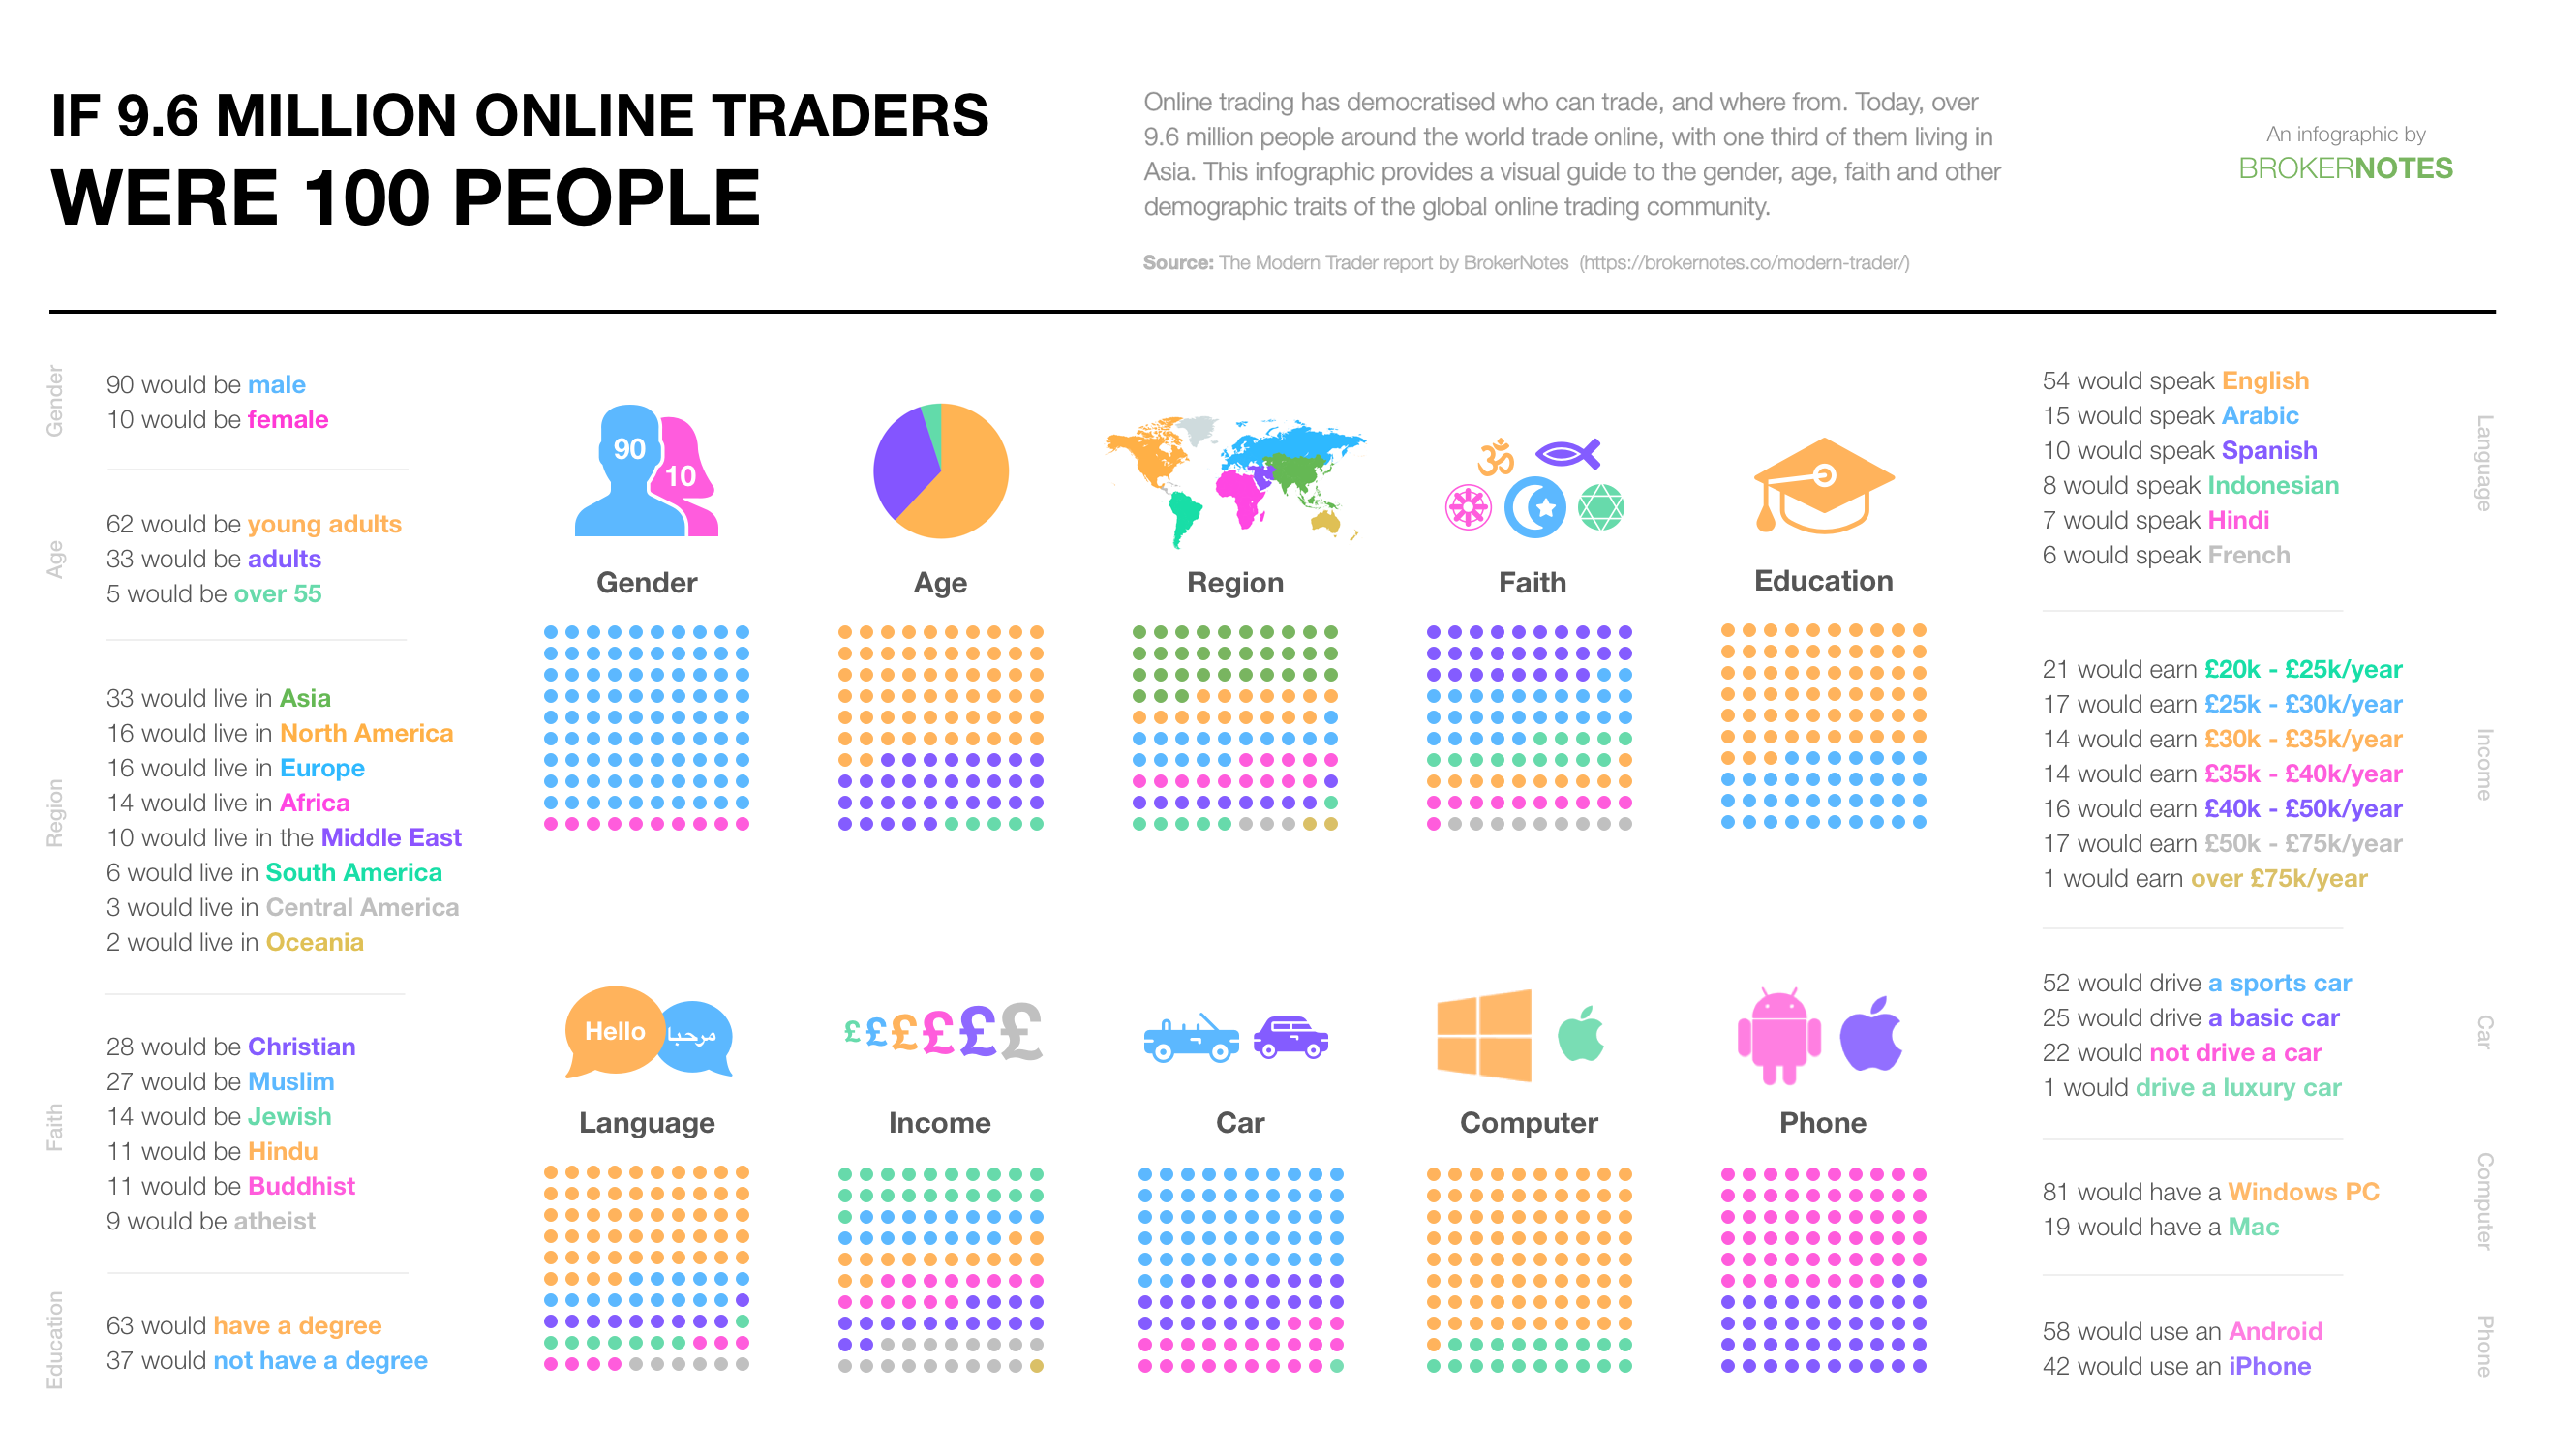 IF 9.6 MILLION ONLINE TRADERS
WERE 100 PEOPLE
Online trading has democratised who can trade, and where from. Today, over
9.6 million people around the world trade online, with one third of them living in
Asia. This infographic provides a visual guide to the gender, age, faith and other
demographic traits of the global online trading community.
Source: The Modern Trader report by BrokerNotes (https://brokernotes.co/modern-trader/)
An infographic by
BROKERNOTES
Gender
90 would be male
10 would be female
Age
62 would be young adults
33 would be adults
5 would be over 55
Region
33 would live in Asia
16 would live in North America
16 would live in Europe
14 would live in Africa
10 would live in the Middle East
6 would live in South America
3 would live in Central America
2 would live in Oceania
Faith
28 would be Christian
27 would be Muslim
14 would be Jewish
11 would be Hindu
11 would be Buddhist
9 would be atheist
Education
63 would have a degree
37 would not have a degree
90
10
Gender
Age
Region
ॐ
Faith
Education
Hello
مرحبا
Language
£ £ £ £ £ £
Income
Car
Computer
Phone
54 would speak English
15 would speak Arabic
10 would speak Spanish
8 would speak Indonesian
7 would speak Hindi
6 would speak French
Language
21 would earn £20k - £25k/year
17 would earn £25k - £30k/year
14 would earn £30k - £35k/year
14 would earn £35k - £40k/year
16 would earn £40k - £50k/year
17 would earn £50k - £75k/year
1 would earn over £75k/year
Income
52 would drive a sports car
25 would drive a basic car
22 would not drive a car
1 would drive a luxury car
Car
81 would have a Windows PC
19 would have a Mac
Computer
58 would use an Android
42 would use an iPhone
Phone